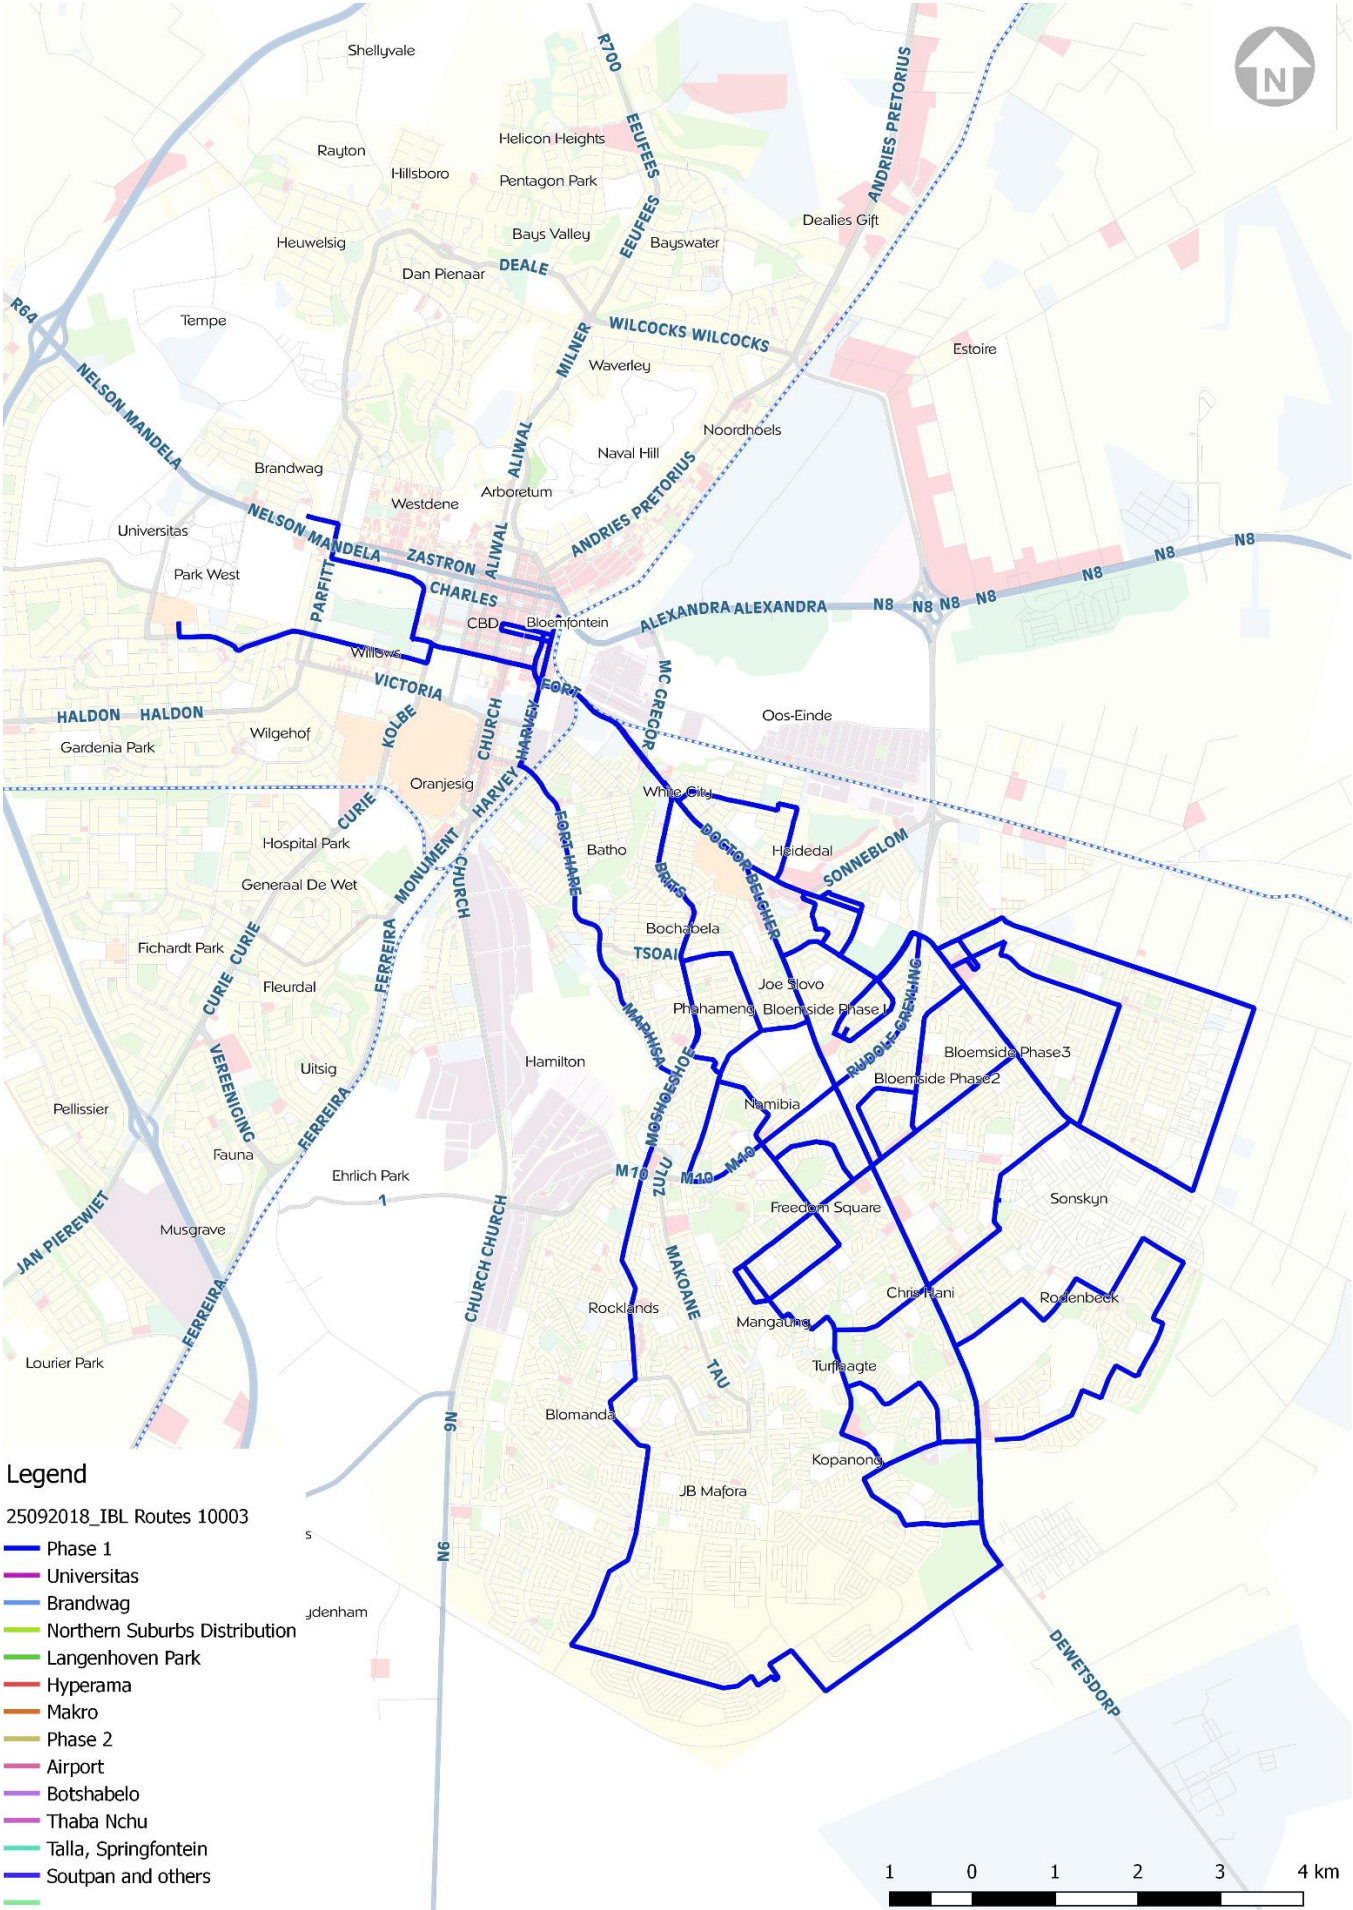 N
Shellyvale
R700
ANDRIES PRETORIUS
EEUFEES
Helicon Heights
Rayton
Hillsboro
Pentagon Park
EEUFEES
Dealies Gift
Heuwelsig
Bays Valley
Bayswater
Dan Pienaar
DEALE
R64
Tempe
WILCOCKS WILCOCKS
MILNER
Waverley
Estoire
NELSON MANDELA
ALIWAL
Noordhoels
Naval Hill
Brandwag
Arboretum
Westdene
ANDRIES PRETORIUS
Universitas
NELSON MANDELA
ALIWAL
ZASTRON
N8
N8
Park West
PARFITT
CHARLES
N8
N8
N8
N8
ALEXANDRA ALEXANDRA
CBD
Bloemfontein
Willows
VICTORIA
FORT
MC GREGOR
HALDON HALDON
KOLBE
CHURCH
HARVEY
Oos-Einde
Wilgehof
Gardenia Park
Oranjesig
HARVEY
White City
CURIE
FORT HARE
DOCTOR BELCHER
Hospital Park
MONUMENT
Batho
Heidedal
SONNEBLOM
Generaal De Wet
CHURCH
BRITS
Bochabela
Fichardt Park
CURIE CURIE
FERREIRA
TSOAI
Fleurdal
Joe Slovo
RUDOLF GREYLING
MAPHISA
Phahameng
Bloemside Phase 1
VEREENIGING
Uitsig
Hamilton
MOSHOESHOE
Bloemside Phase3
Bloemside Phase2
Pellissier
FERREIRA
Namibia
Fauna
Ehrlich Park
M10
ZULU
M10
M10
1
Sonskyn
JAN PIEREWIET
Musgrave
CHURCH CHURCH
Freedom Square
MAKOANE
FERREIRA
Chris Hani
Rodenbeck
Rocklands
Mangaung
Lourier Park
TAU
Turflaagte
N6
Blomanda
Kopanong
JB Mafora
N6
s
ydenham
DEWETSDORP
Legend
25092018_IBL Routes 10003
Phase 1
Universitas
Brandwag
Northern Suburbs Distribution
Langenhoven Park
Hyperama
Makro
Phase 2
Airport
Botshabelo
Thaba Nchu
Talla, Springfontein
Soutpan and others
1 0 1 2 3 4 km